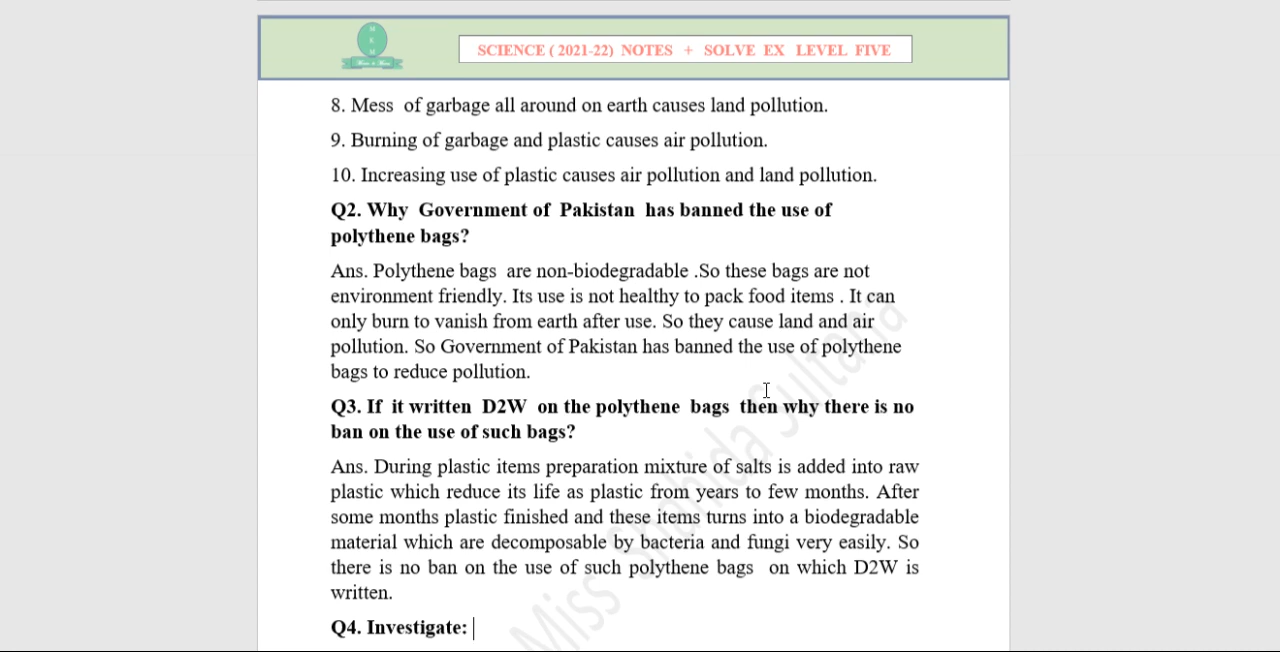 SCIENCE ( 2021-22) NOTES + SOLVE EX LEVEL FIVE
8. Mess of garbage all around on earth causes land pollution.
9. Burning of garbage and plastic causes air pollution.
10. Increasing use of plastic causes air pollution and land pollution.
Q2. Why Government of Pakistan has banned the use of
polythene bags?
Ans. Polythene bags are non-biodegradable .So these bags are not
environment friendly. Its use is not healthy to pack food items . It can
only burn to vanish from earth after use. So they cause land and air
pollution. So Government of Pakistan has banned the use of polythene
bags to reduce pollution.
Q3. If it written D2W on the polythene bags then why there is no
ban on the use of such bags?
Ans. During plastic items preparation mixture of salts is added into raw
plastic which reduce its life as plastic from years to few months. After
some months plastic finished and these items turns into a biodegradable
material which are decomposable by bacteria and fungi very easily. So
there is no ban on the use of such polythene bags on which D2W is
written.
Q4. Investigate:
Miss Sultana